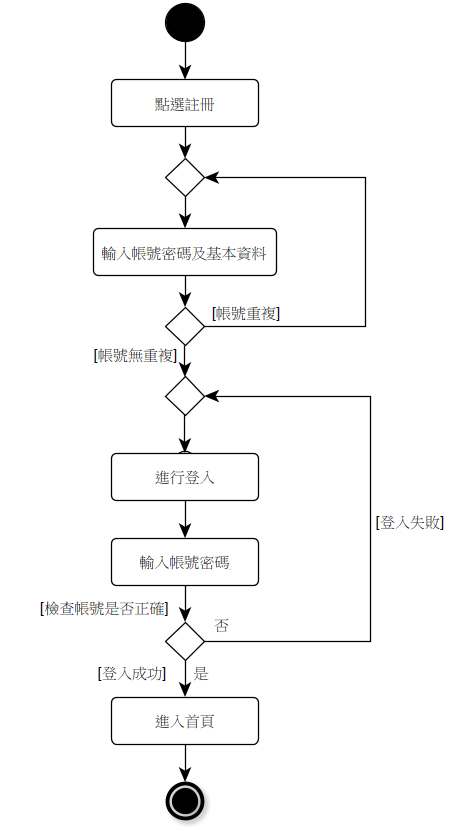 點選註冊
輸入帳號密碼及基本資料
[帳號重複]
[帳號無重複]
進行登入
[登入失敗]
輸入帳號密碼
[檢查帳號是否正確]
否
[登入成功]
是
進入首頁